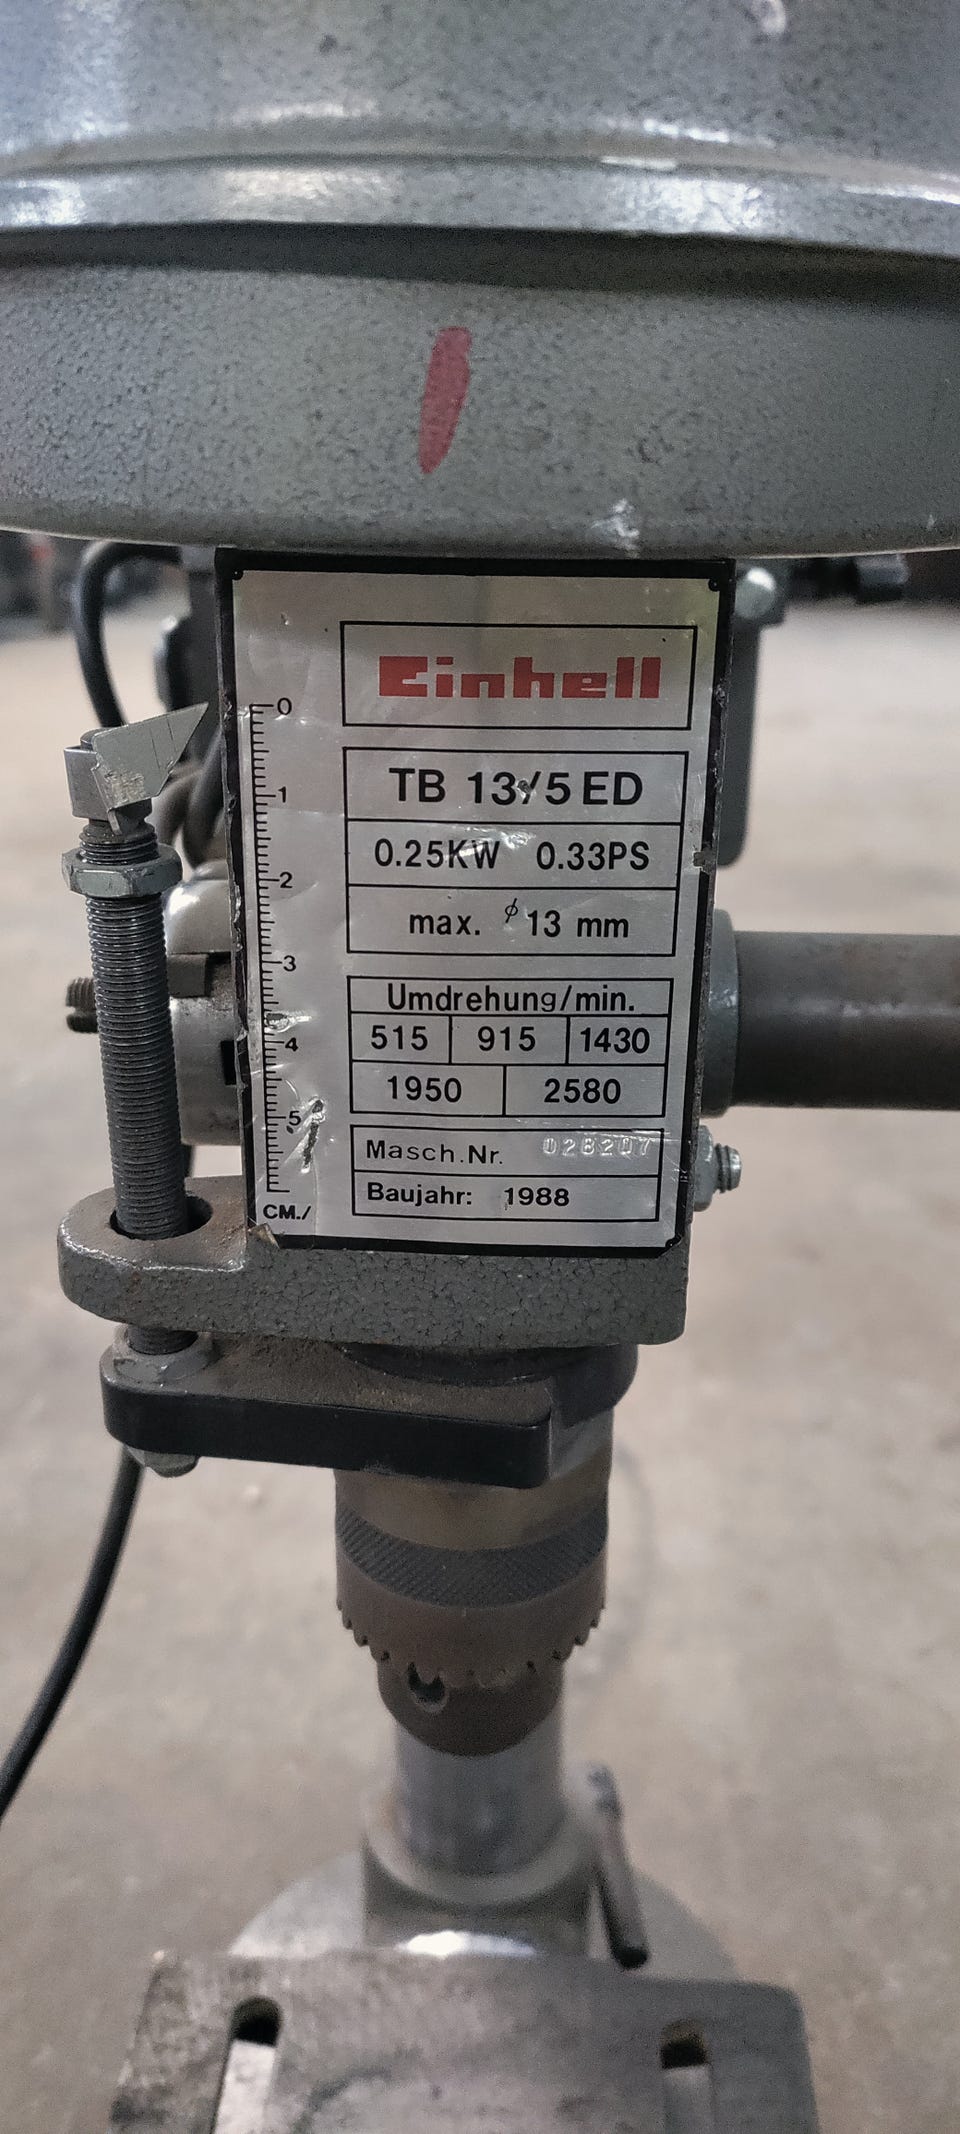 Einhell
TB 13/5 ED
0.25KW 0.33PS
max. ϕ 13 mm
Umdrehung/min.
515 915 1430
1950 2580
Masch.Nr. 028207
Baujahr: 1988
0
1
2
3
4
5
CM./